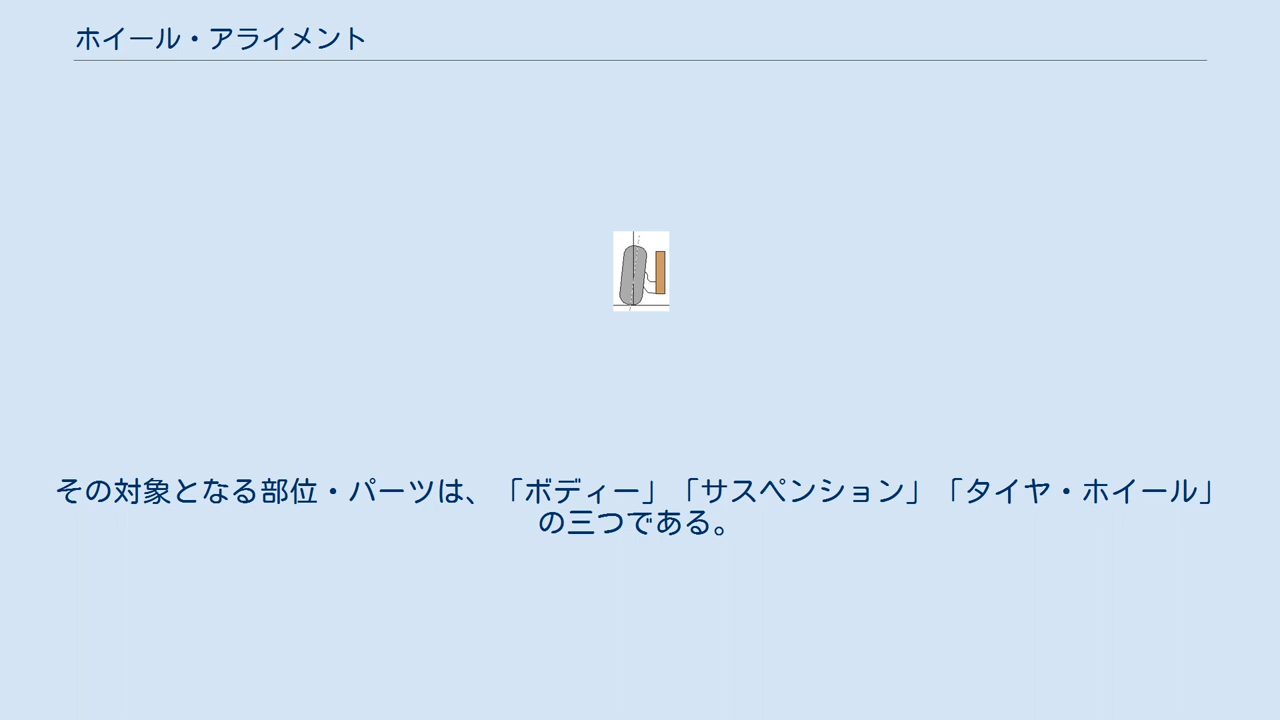 ホイール・アライメント
その対象となる部位・パーツは、「ボディー」「サスペンション」「タイヤ・ホイール」
の三つである。